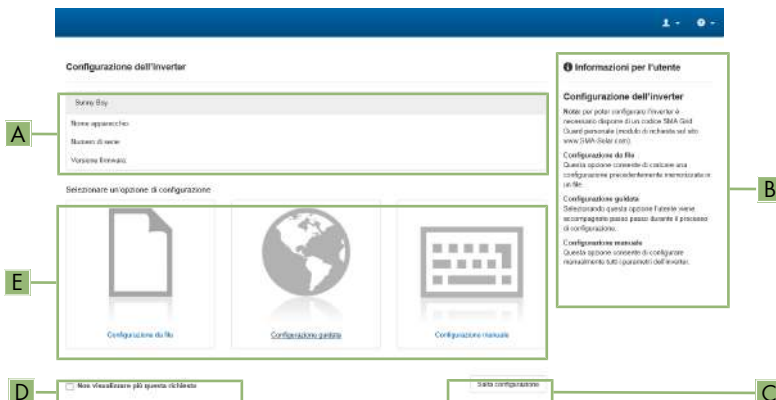 Configurazione dell'inverter
Informazioni per l'utente
A
Sunny Boy
Nome apparecchio
Numero di serie
Versione firmware
Configurazione dell'inverter
Nota: per poter configurare l'inverter è
necessario disporre di un codice SMA Grid
Guard personale (modulo di richiesta sul sito
www.SMA-Solar.com).
Configurazione da file
Questa opzione consente di caricare una
configurazione precedentemente memorizzata in
un file.
Configurazione guidata
Selezionando questa opzione l'utente viene
accompagnato passo passo durante il processo
di configurazione.
Configurazione manuale
Questa opzione consente di configurare
manualmente tutti i parametri dell'inverter.
B
Selezionare un'opzione di configurazione
E
Configurazione da file
Configurazione guidata
Configurazione manuale
D
Non visualizzare più questa richiesta
Salta configurazione
C